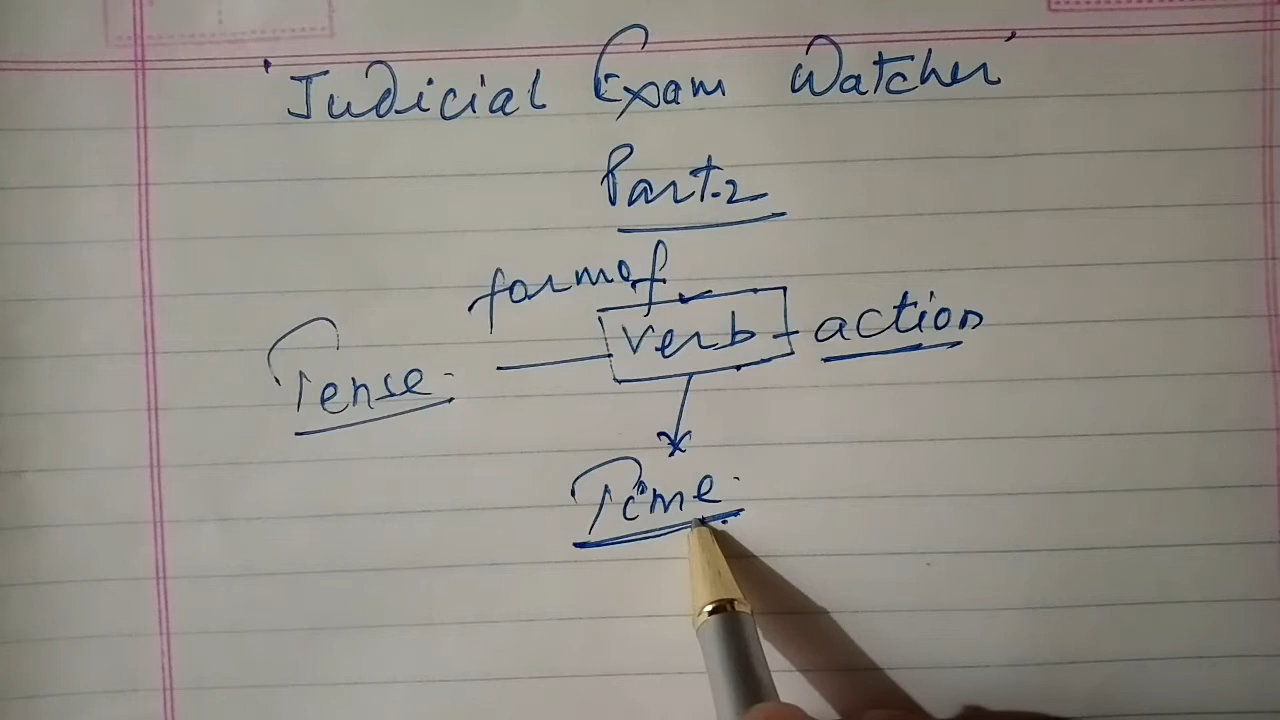 'Judicial Exam Watcher'
Part-2
form of
Tense. — verb - action
Time.